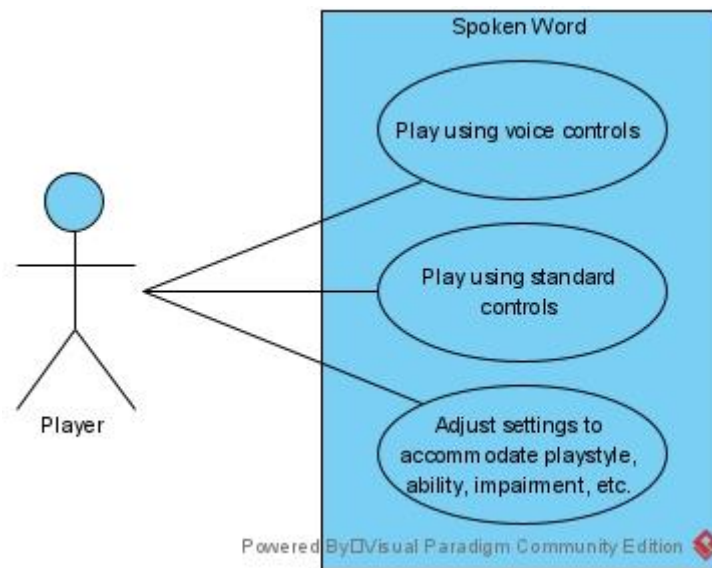 Spoken Word
Play using voice controls
Play using standard
controls
Player
Adjust settings to
accommodate playstyle,
ability, impairment, etc.
Powered By□Visual Paradigm Community Edition